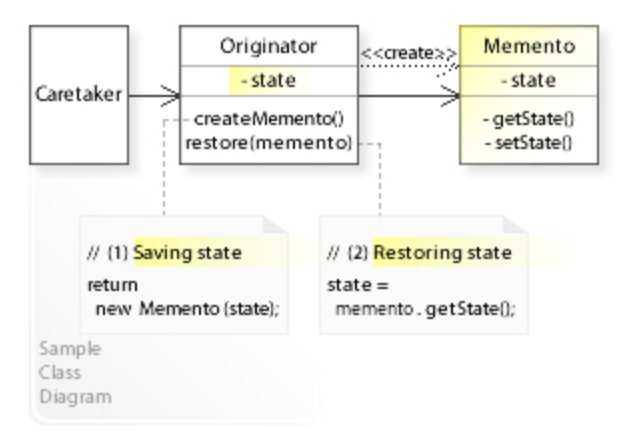 Caretaker
Originator
- state
createMemento()
restore(memento)
<<create>>
Memento
- state
- getState()
- setState()
// (1) Saving state
return
new Memento (state);
// (2) Restoring state
state =
memento . getState();
Sample
Class
Diagram